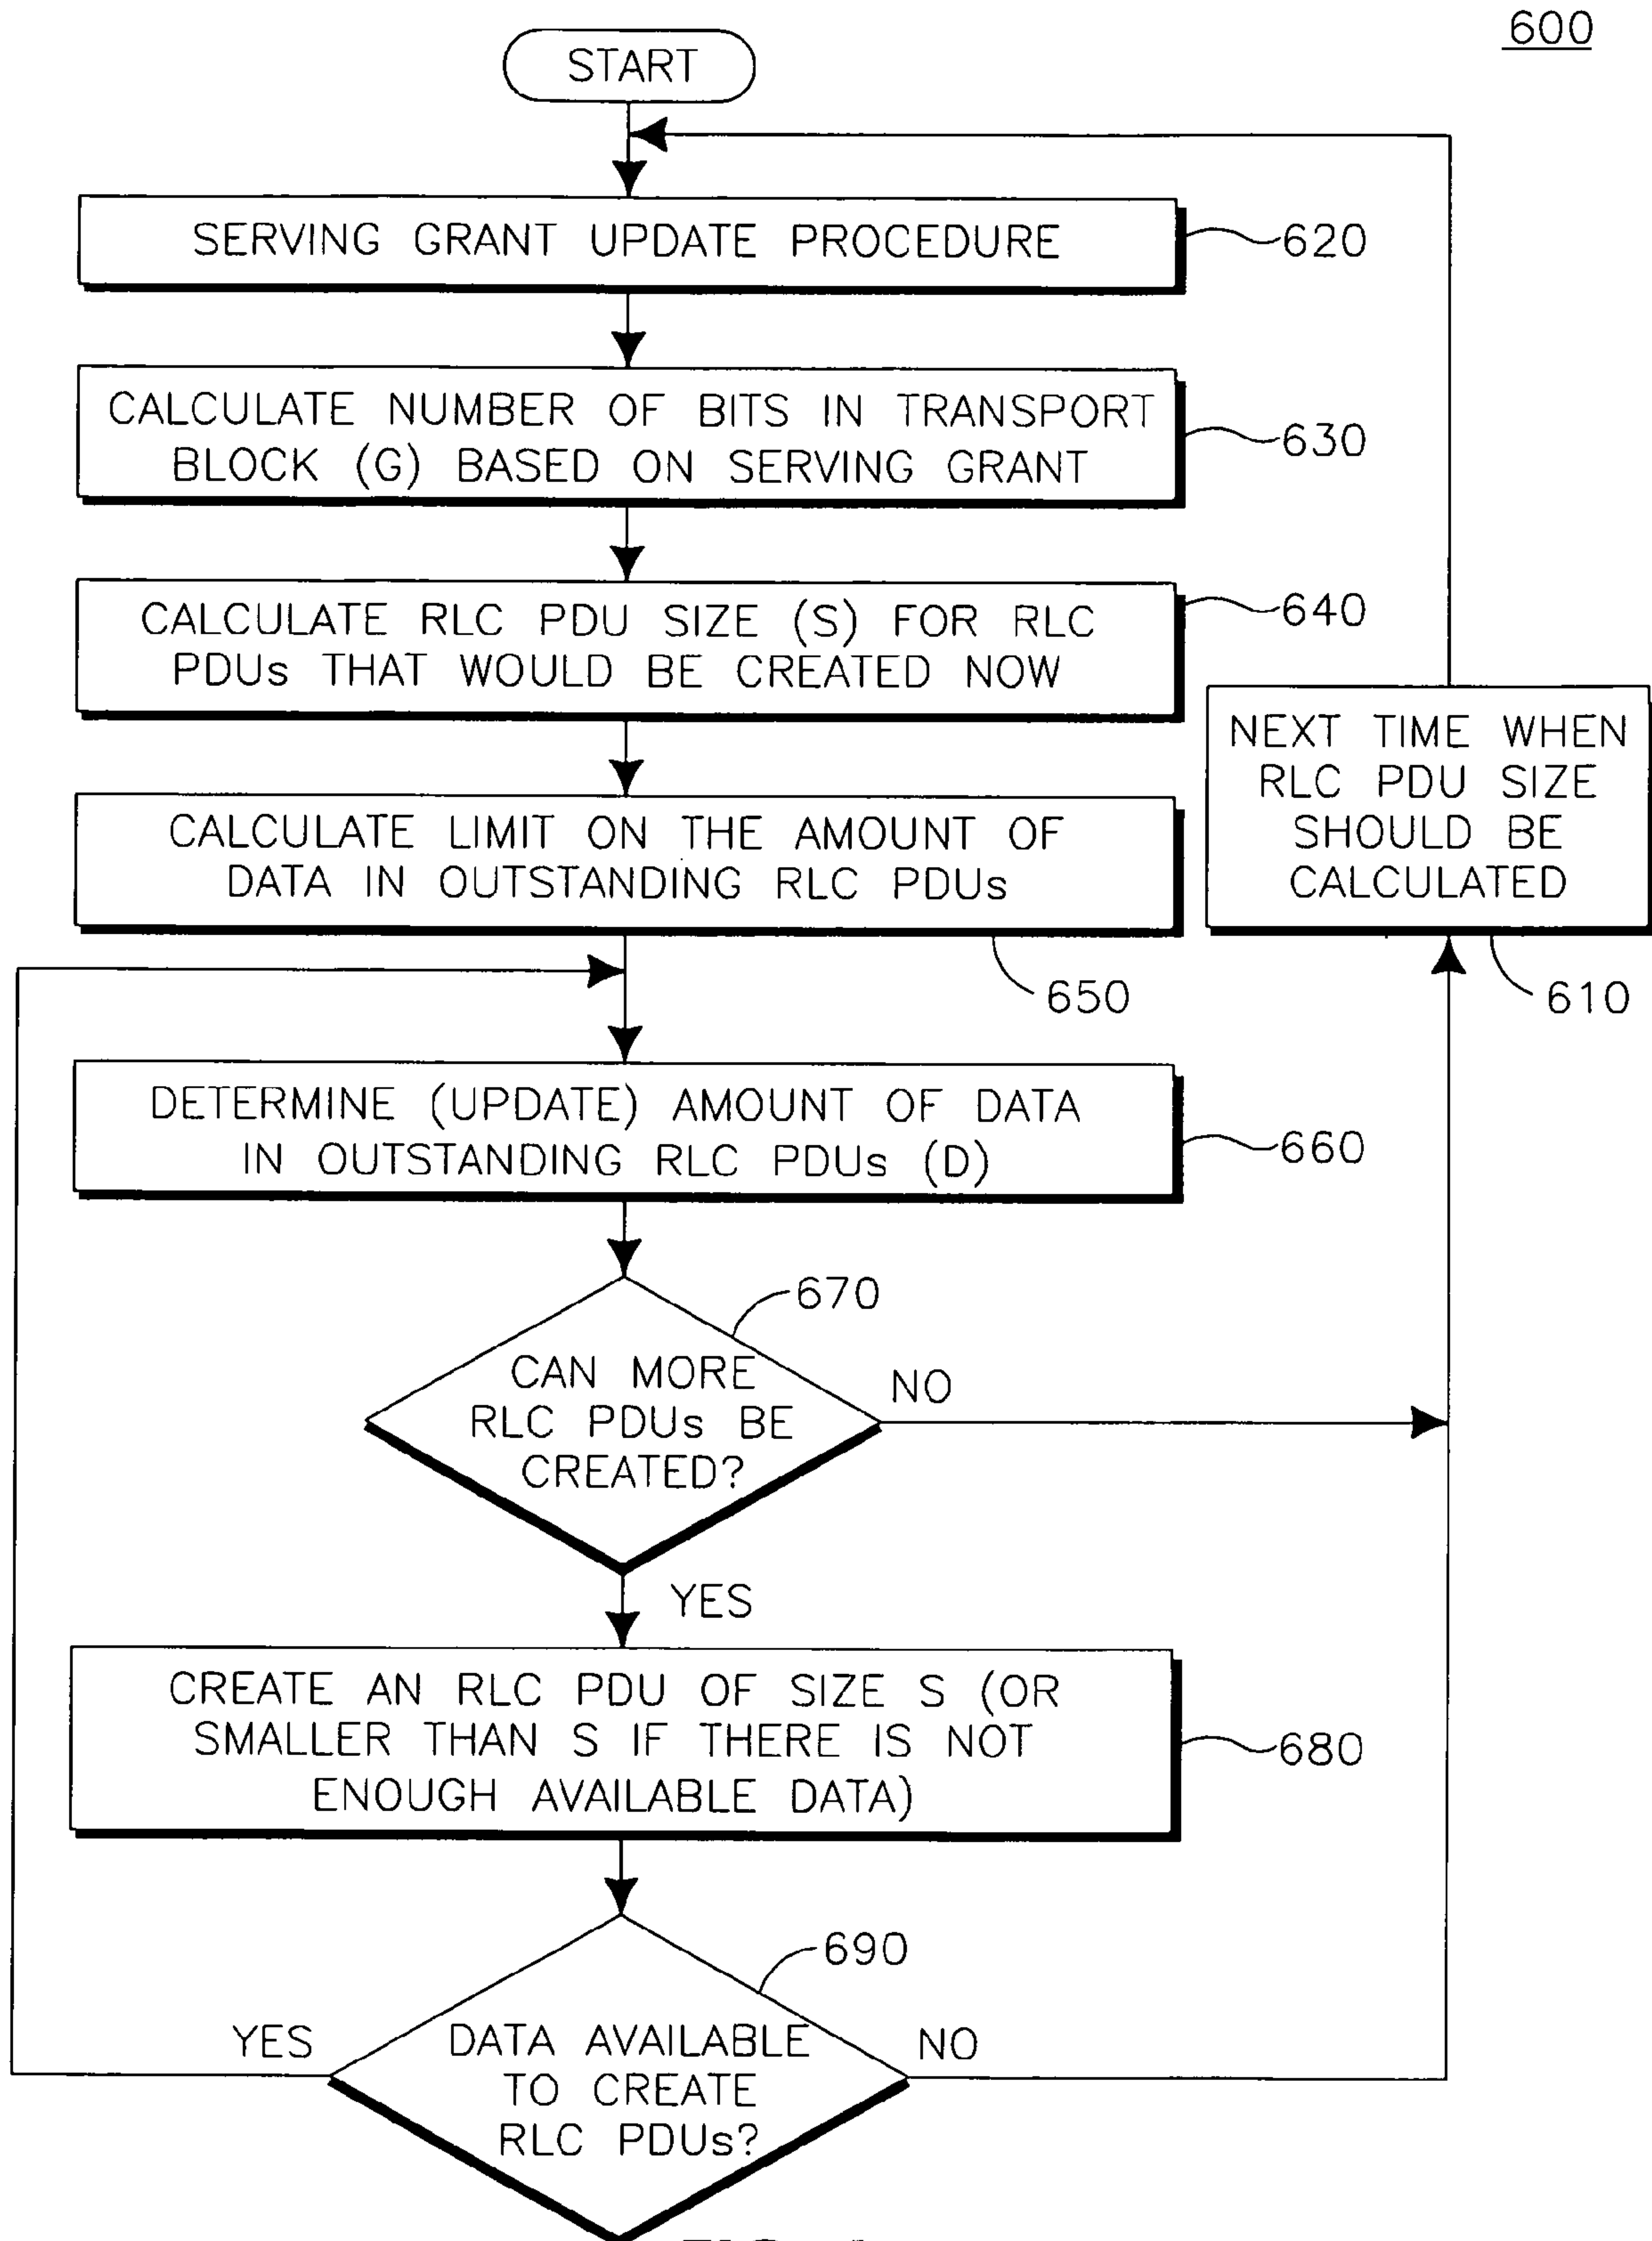 600
START
SERVING GRANT UPDATE PROCEDURE
620
CALCULATE NUMBER OF BITS IN TRANSPORT
BLOCK (G) BASED ON SERVING GRANT
630
CALCULATE RLC PDU SIZE (S) FOR RLC
PDUs THAT WOULD BE CREATED NOW
640
NEXT TIME WHEN
RLC PDU SIZE
SHOULD BE
CALCULATED
610
CALCULATE LIMIT ON THE AMOUNT OF
DATA IN OUTSTANDING RLC PDUs
650
DETERMINE (UPDATE) AMOUNT OF DATA
IN OUTSTANDING RLC PDUs (D)
660
670
CAN MORE
RLC PDUs BE
CREATED?
NO
YES
CREATE AN RLC PDU OF SIZE S (OR
SMALLER THAN S IF THERE IS NOT
ENOUGH AVAILABLE DATA)
680
690
YES
DATA AVAILABLE
TO CREATE
RLC PDUs?
NO